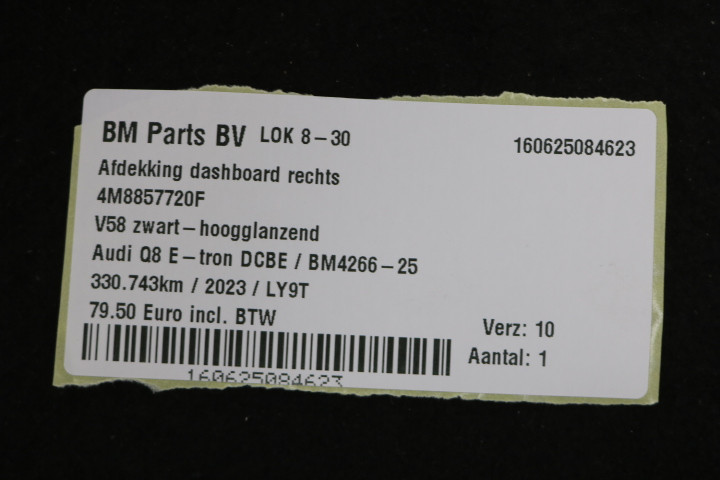 BM Parts BV LOK 8-30 160625084623
Afdekking dashboard rechts
4M8857720F
V58 zwart-hoogglanzend
Audi Q8 E-tron DCBE / BM4266-25
330.743km / 2023 / LY9T
79.50 Euro incl. BTW
Verz: 10
Aantal: 1
160625084623